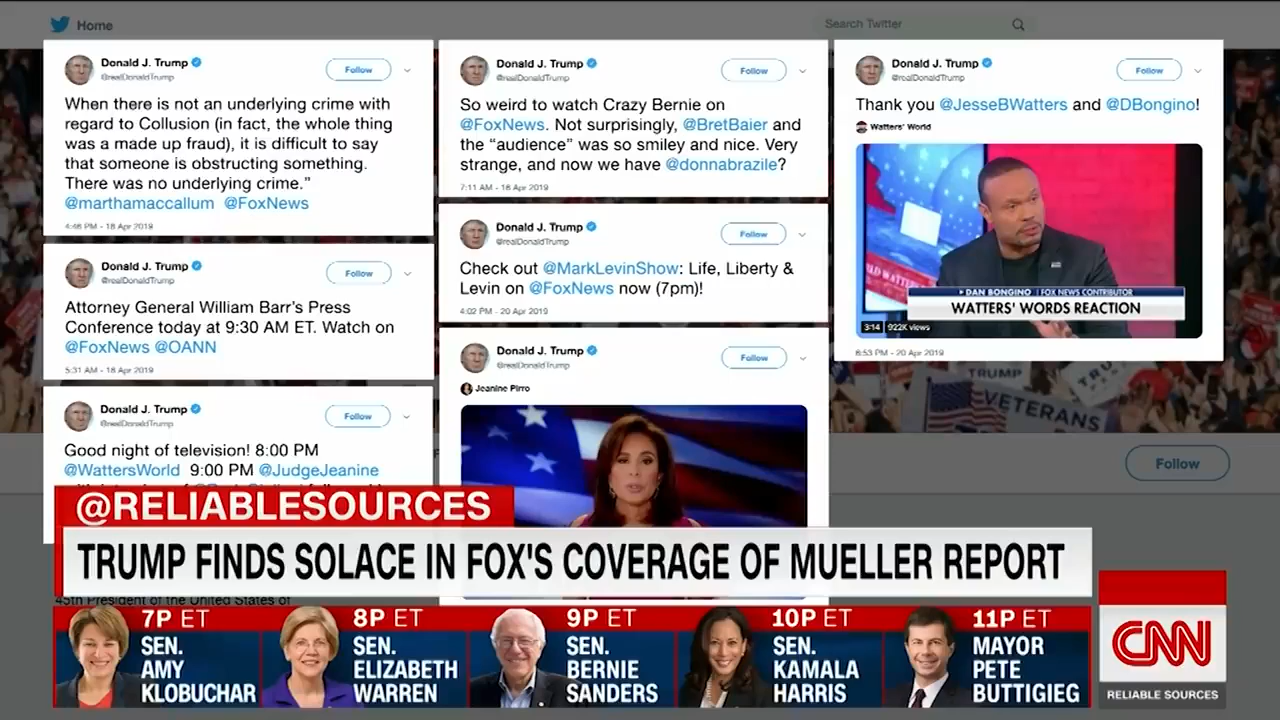 Home
Search Twitter
Donald J. Trump
@realDonaldTrump
Follow
When there is not an underlying crime with
regard to Collusion (in fact, the whole thing
was a made up fraud), it is difficult to say
that someone is obstructing something.
There was no underlying crime.”
@marthamaccallum @FoxNews
4:46 PM - 18 Apr 2019
Donald J. Trump
@realDonaldTrump
Follow
Attorney General William Barr’s Press
Conference today at 9:30 AM ET. Watch on
@FoxNews @OANN
5:31 AM - 18 Apr 2019
Donald J. Trump
@realDonaldTrump
Follow
Good night of television! 8:00 PM
@WattersWorld 9:00 PM @JudgeJeanine
Donald J. Trump
@realDonaldTrump
Follow
So weird to watch Crazy Bernie on
@FoxNews. Not surprisingly, @BretBaier and
the “audience” was so smiley and nice. Very
strange, and now we have @donnabrazile?
7:11 AM - 16 Apr 2019
Donald J. Trump
@realDonaldTrump
Follow
Check out @MarkLevinShow: Life, Liberty &
Levin on @FoxNews now (7pm)!
4:02 PM - 20 Apr 2019
Donald J. Trump
@realDonaldTrump
Follow
Jeanine Pirro
Donald J. Trump
@realDonaldTrump
Follow
Thank you @JesseBWatters and @DBongino!
Watters' World
DAN BONGINO | FOX NEWS CONTRIBUTOR
WATTERS' WORDS REACTION
3:14 922K views
6:53 PM - 20 Apr 2019
TRUMP
VETERANS
Follow
@RELIABLESOURCES
TRUMP FINDS SOLACE IN FOX'S COVERAGE OF MUELLER REPORT
45th President of the United States of
7P ET
SEN.
AMY
KLOBUCHAR
8P ET
SEN.
ELIZABETH
WARREN
9P ET
SEN.
BERNIE
SANDERS
10P ET
SEN.
KAMALA
HARRIS
11P ET
MAYOR
PETE
BUTTIGIEG
CNN
RELIABLE SOURCES